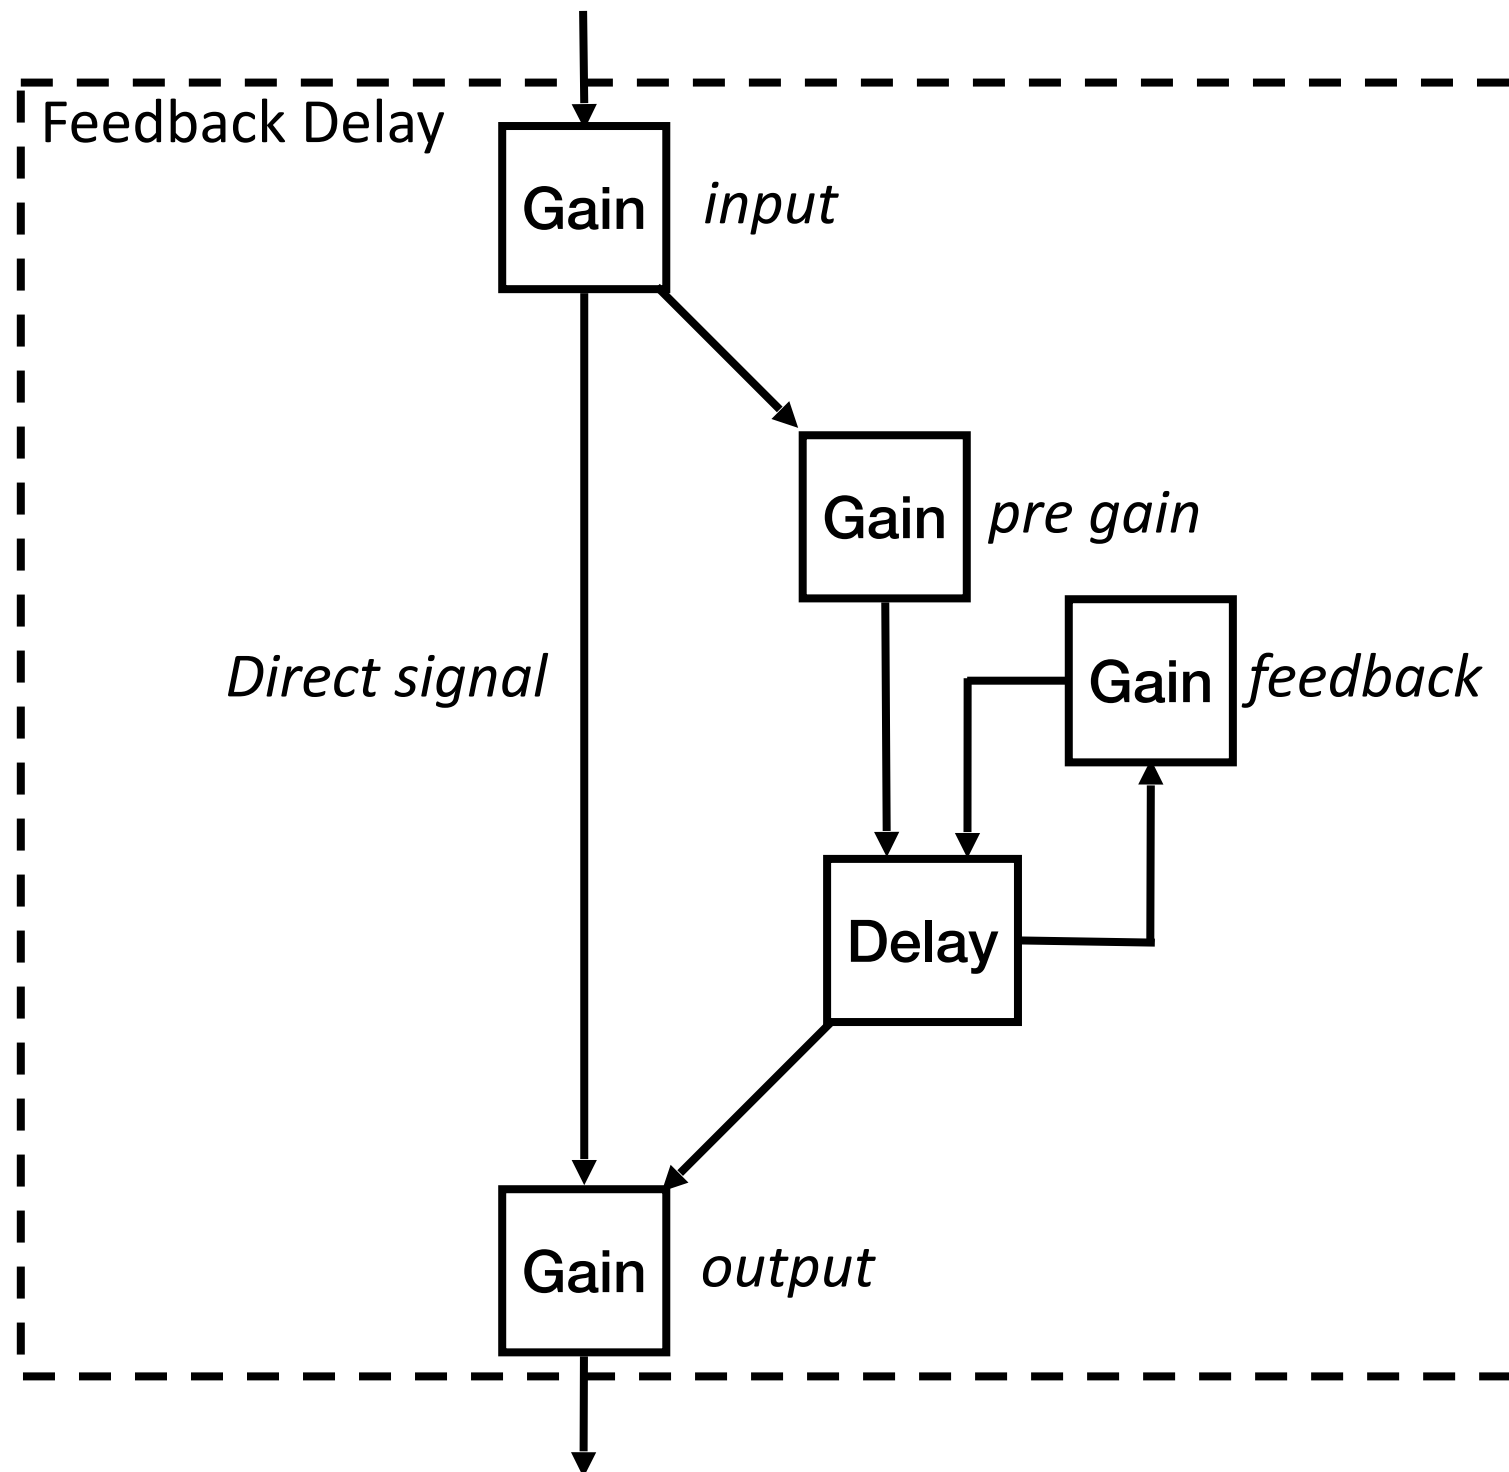 Feedback Delay
Gain
input
Gain
pre gain
Direct signal
Gain
feedback
Delay
Gain
output